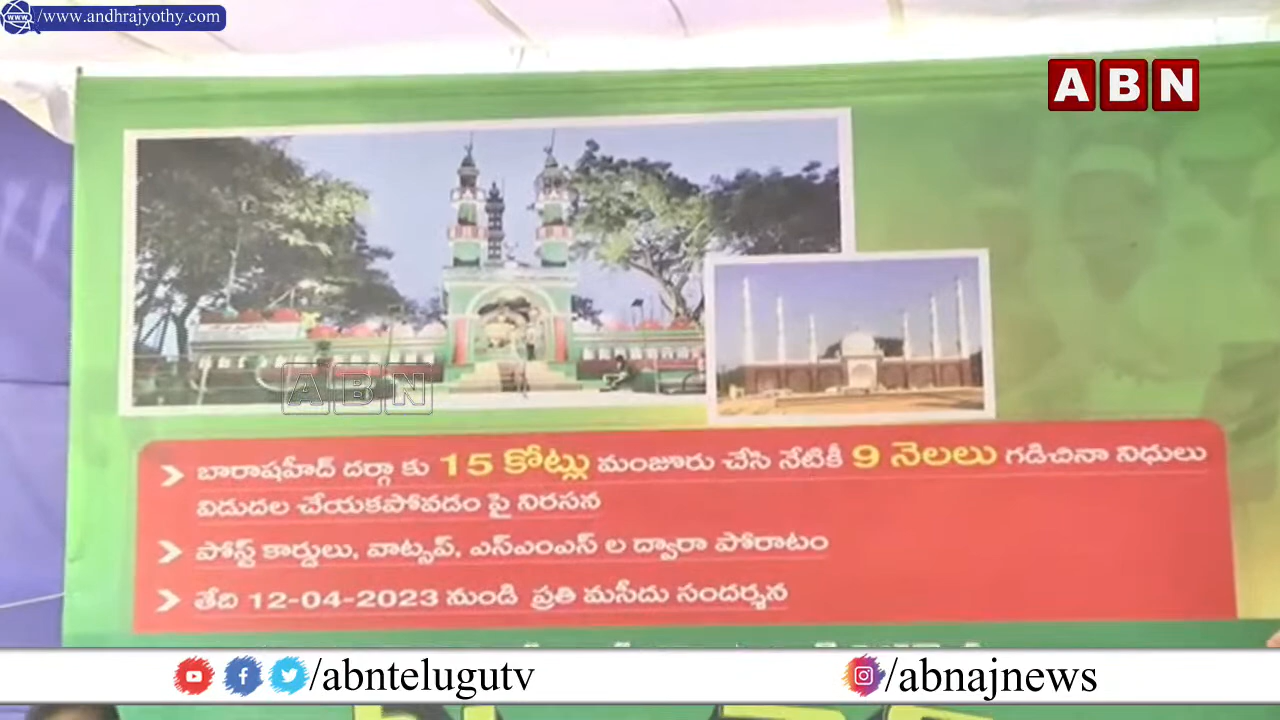 www.andhrajyothy.com
ABN
ABN
బారాషహీద్ దర్గా కు 15 కోట్లు మంజూరు చేసి నేటికీ 9 నెలలు గడిచినా నిధులు
విడుదల చేయకపోవడం పై నిరసన
పోస్ట్ కార్డులు, వాట్సప్, ఎస్ఎంఎస్ ల ద్వారా పోరాటం
తేది 12-04-2023 నుండి ప్రతి మసీదు సందర్శన
/abntelugutv
/abnajnews